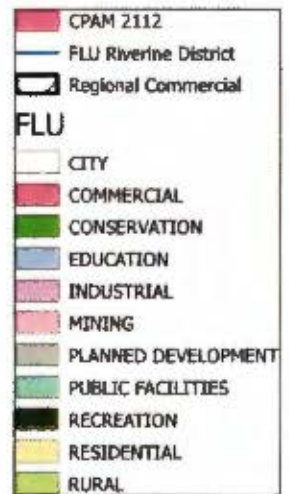 CPAM 2112
FLU Riverine District
Regional Commercial
FLU
CITY
COMMERCIAL
CONSERVATION
EDUCATION
INDUSTRIAL
MINING
PLANNED DEVELOPMENT
PUBLIC FACILITIES
RECREATION
RESIDENTIAL
RURAL